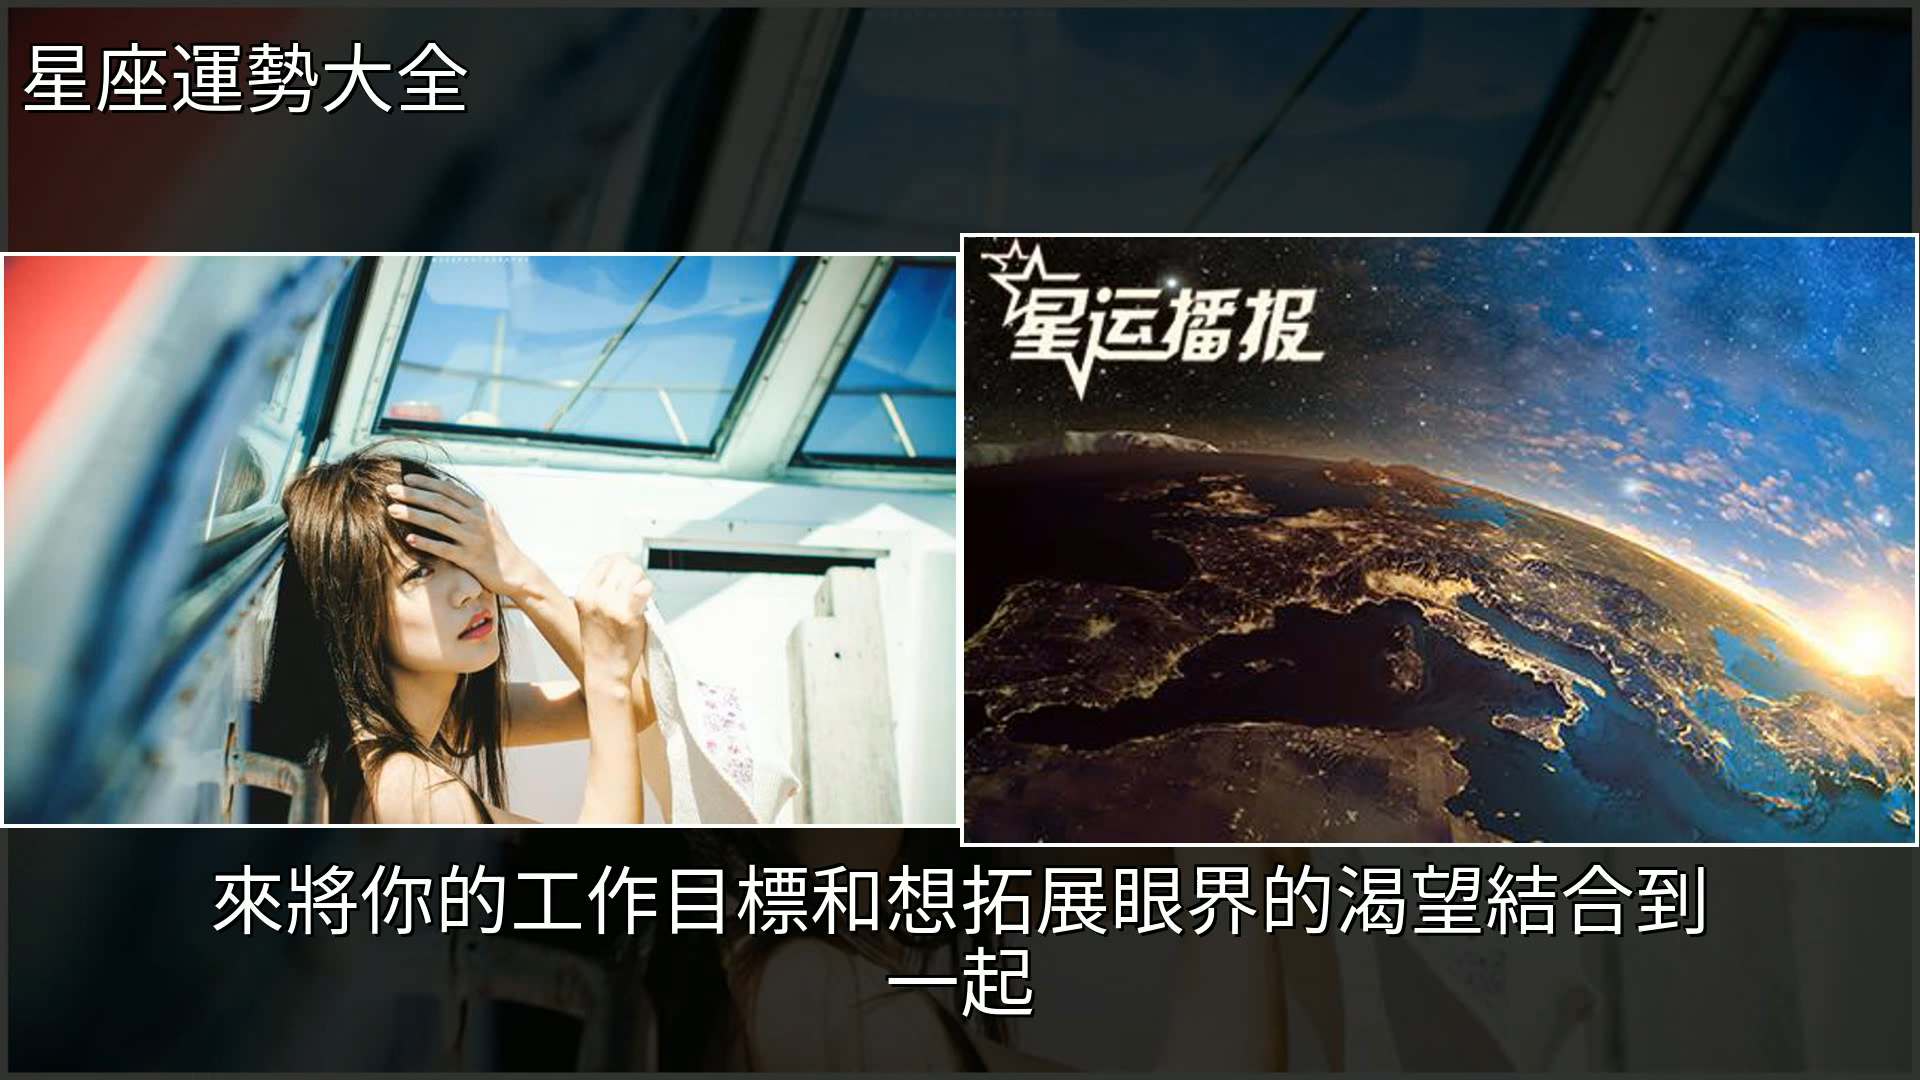 星座運勢大全
星运播报
來將你的工作目標和想拓展眼界的渴望結合到
一起